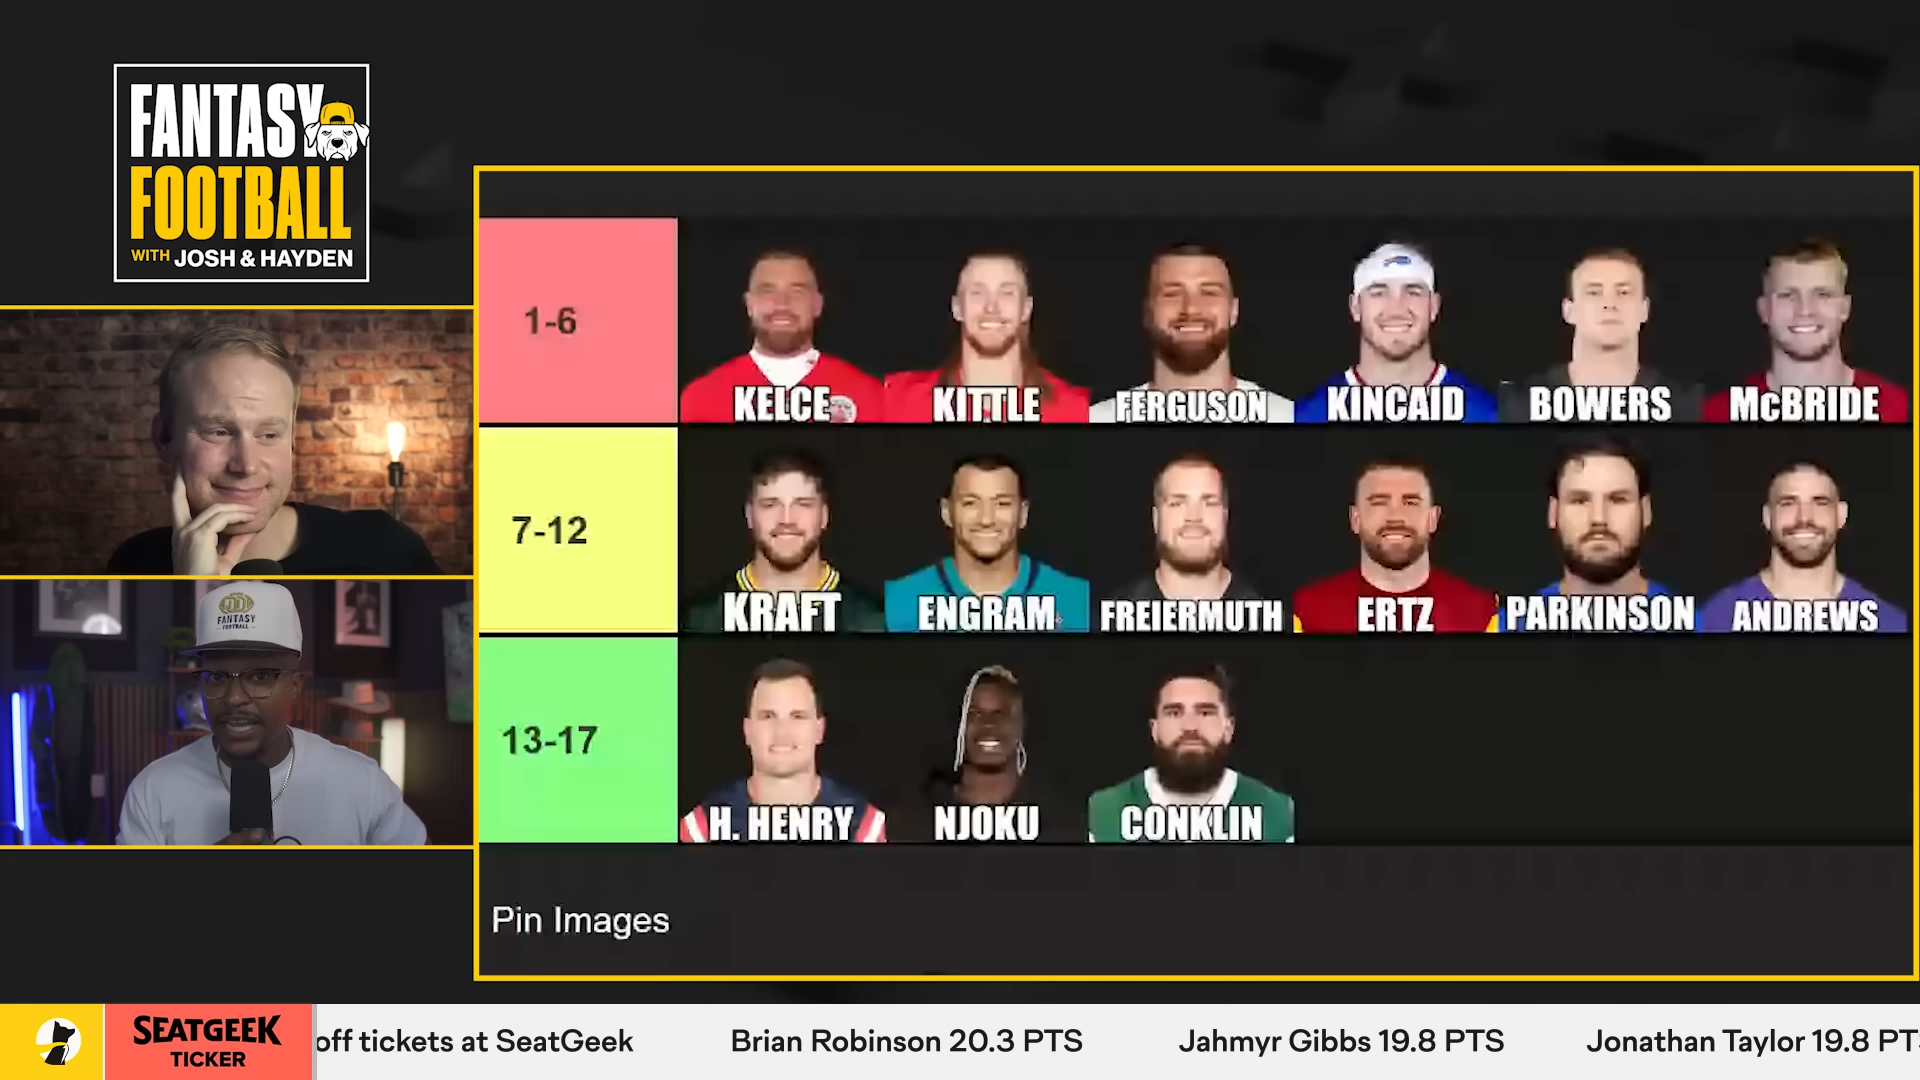 FANTASY
FOOTBALL
WITH JOSH & HAYDEN
1-6
KELCE
KITTLE
FERGUSON
KINCAID
BOWERS
McBRIDE
7-12
KRAFT
ENGRAM
FREIERMUTH
ERTZ
PARKINSON
ANDREWS
13-17
H. HENRY
NJOKU
CONKLIN
Pin Images
FANTASY
FOOTBALL
SEATGEEK
TICKER
off tickets at SeatGeek
Brian Robinson 20.3 PTS
Jahmyr Gibbs 19.8 PTS
Jonathan Taylor 19.8 PT